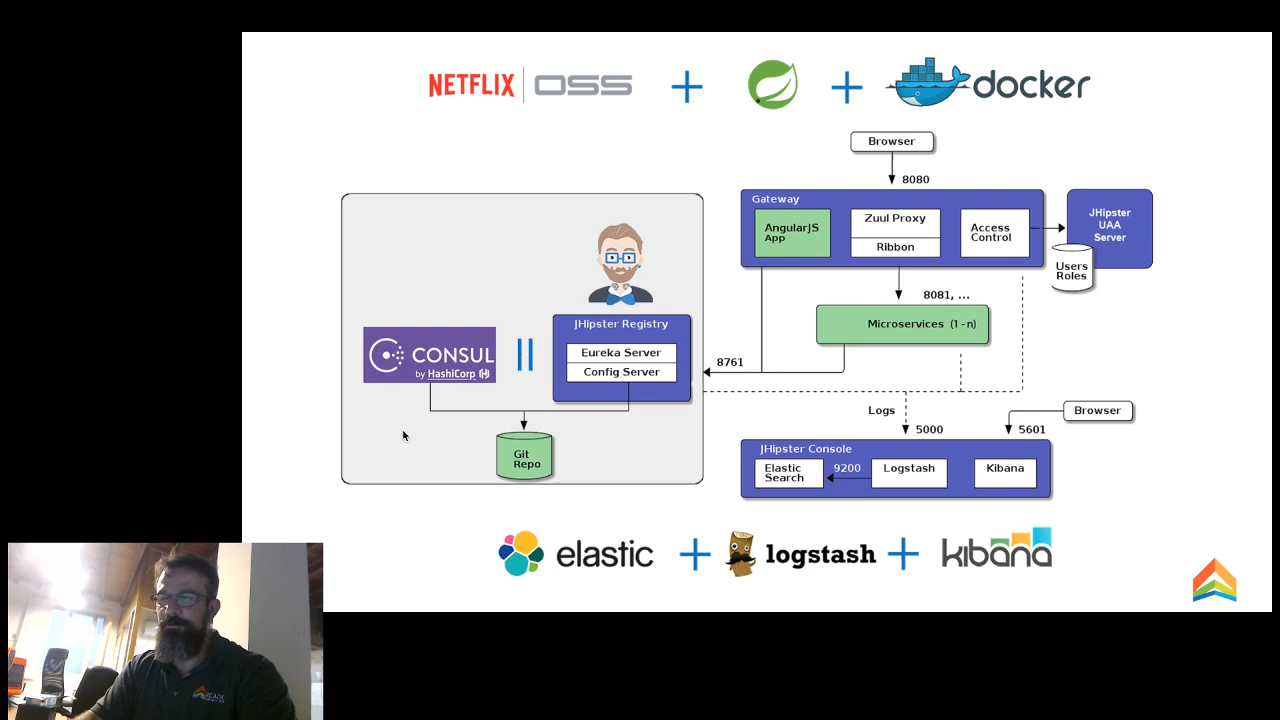 NETFLIX OSS + + docker
Browser
8080
Gateway
AngularJS
App
Zuul Proxy
Ribbon
Access
Control
JHipster
UAA
Server
Users
Roles
8081, ...
Microservices (1-n)
8761
JHipster Registry
Eureka Server
Config Server
CONSUL
by HashiCorp
Git
Repo
Logs
5000
Browser
5601
JHipster Console
Elastic
Search
9200
Logstash
Kibana
elastic + logstash + kibana